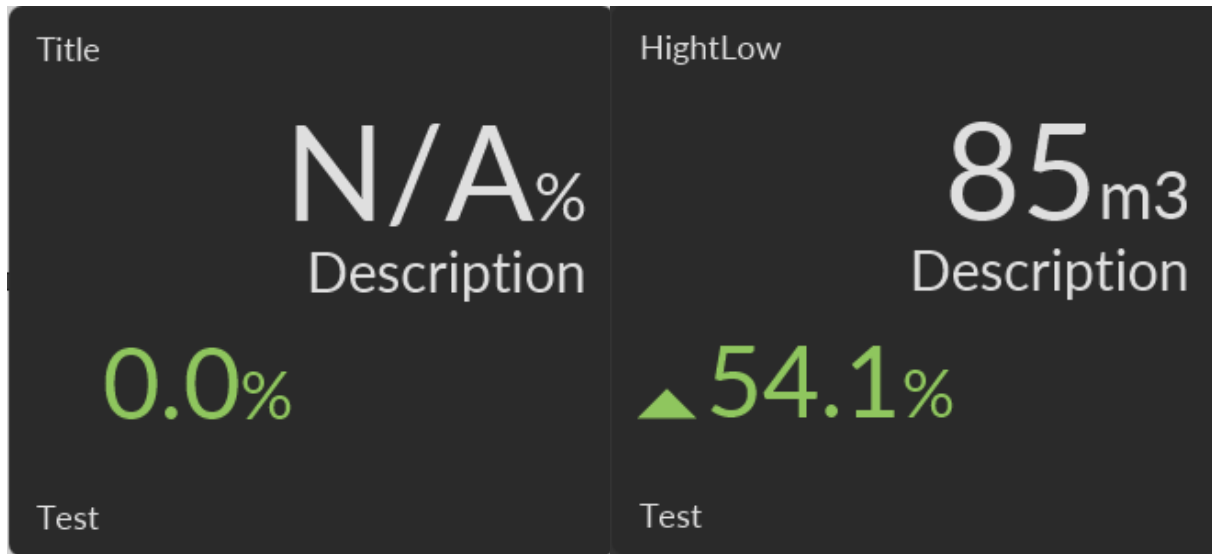 Title
N/A%
Description
0.0%
Test
HightLow
85m3
Description
54.1%
Test